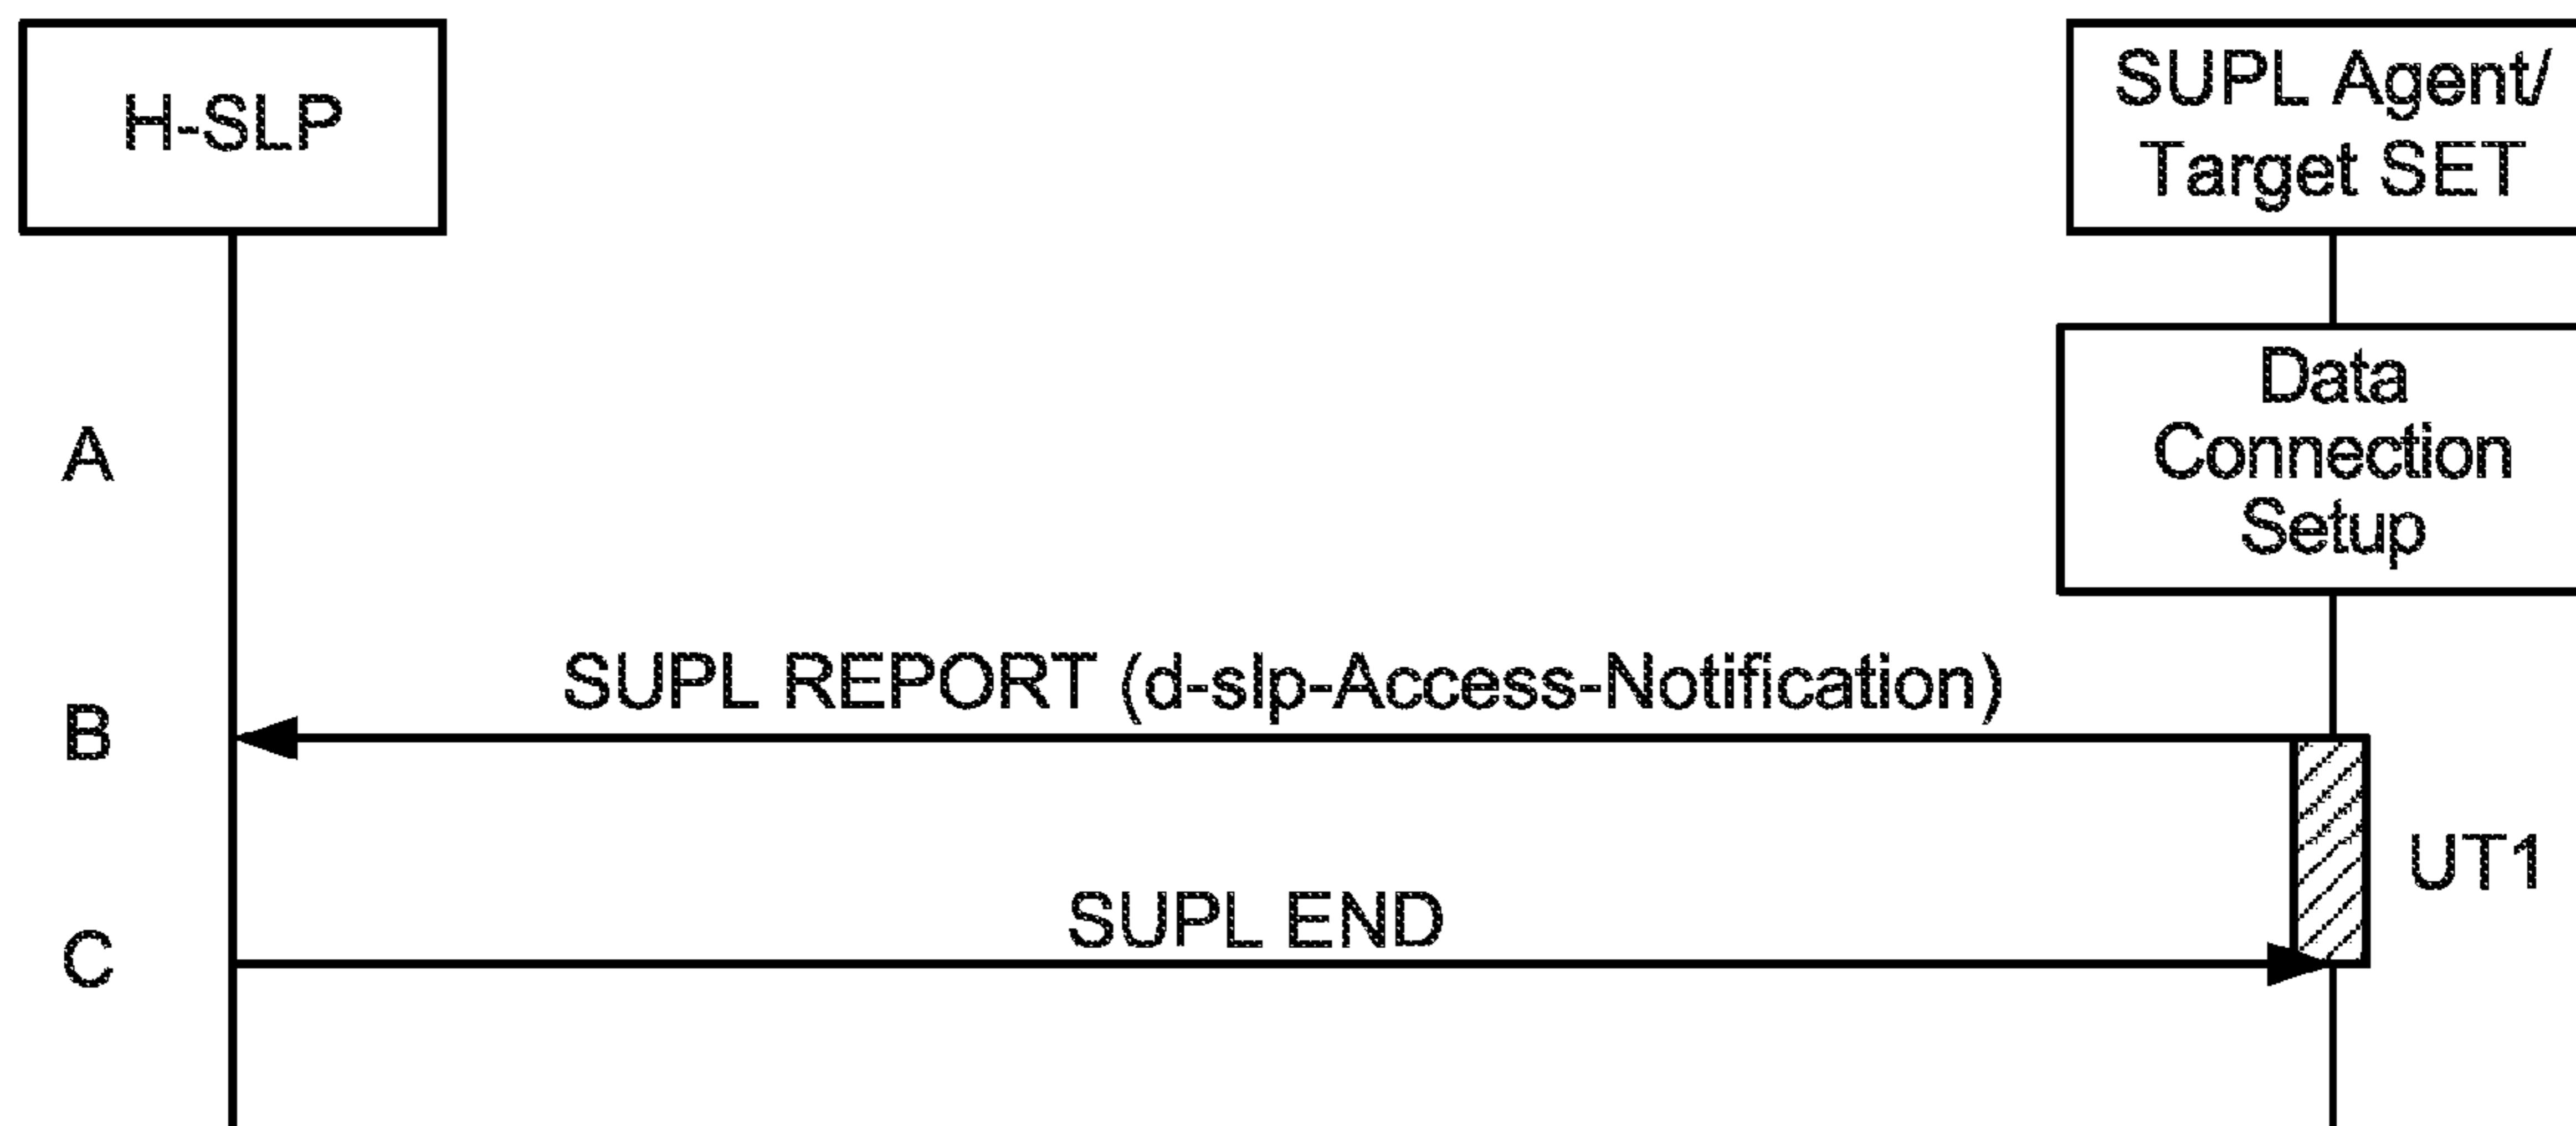 H-SLP
SUPL Agent/
Target SET
Data
Connection
Setup
A
SUPL REPORT (d-slp-Access-Notification)
B
UT1
SUPL END
C